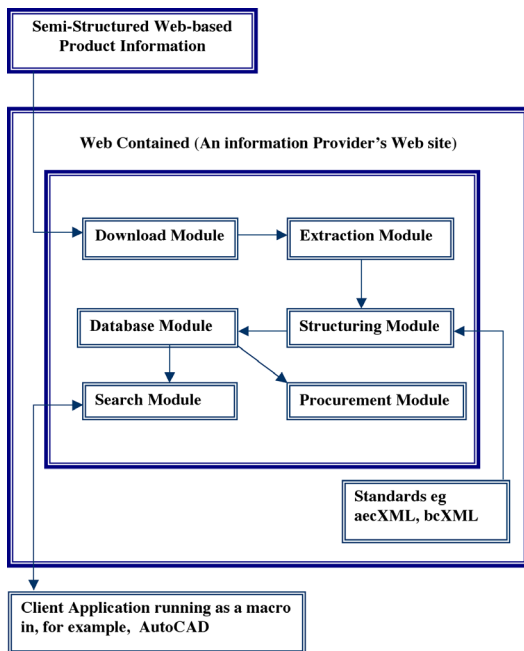 Semi-Structured Web-based
Product Information
Web Contained (An information Provider's Web site)
Download Module
Extraction Module
Database Module
Structuring Module
Search Module
Procurement Module
Standards eg
aecXML, bcXML
Client Application running as a macro
in, for example, AutoCAD